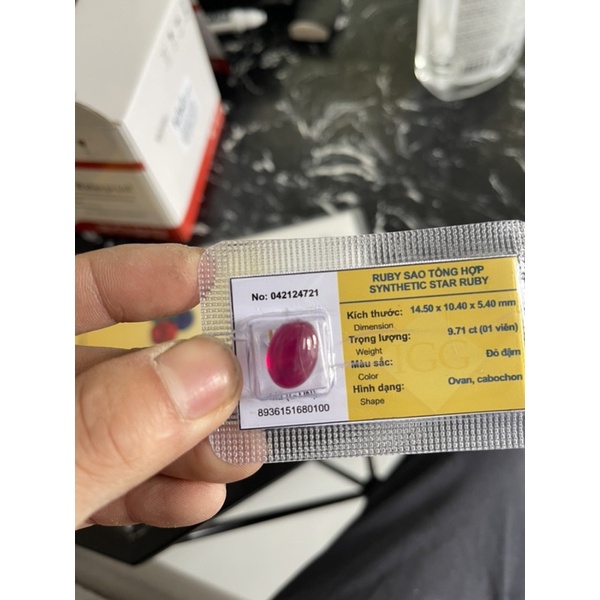 RUBY SAO TỔNG HỢP
SYNTHETIC STAR RUBY
No: 042124721
Kích thước: 14.50 x 10.40 x 5.40 mm
Dimension
Trọng lượng: 9.71 ct (01 viên)
Weight
Màu sắc: Đỏ đậm
Color
Hình dạng: Ovan, cabochon
Shape
8936151680100